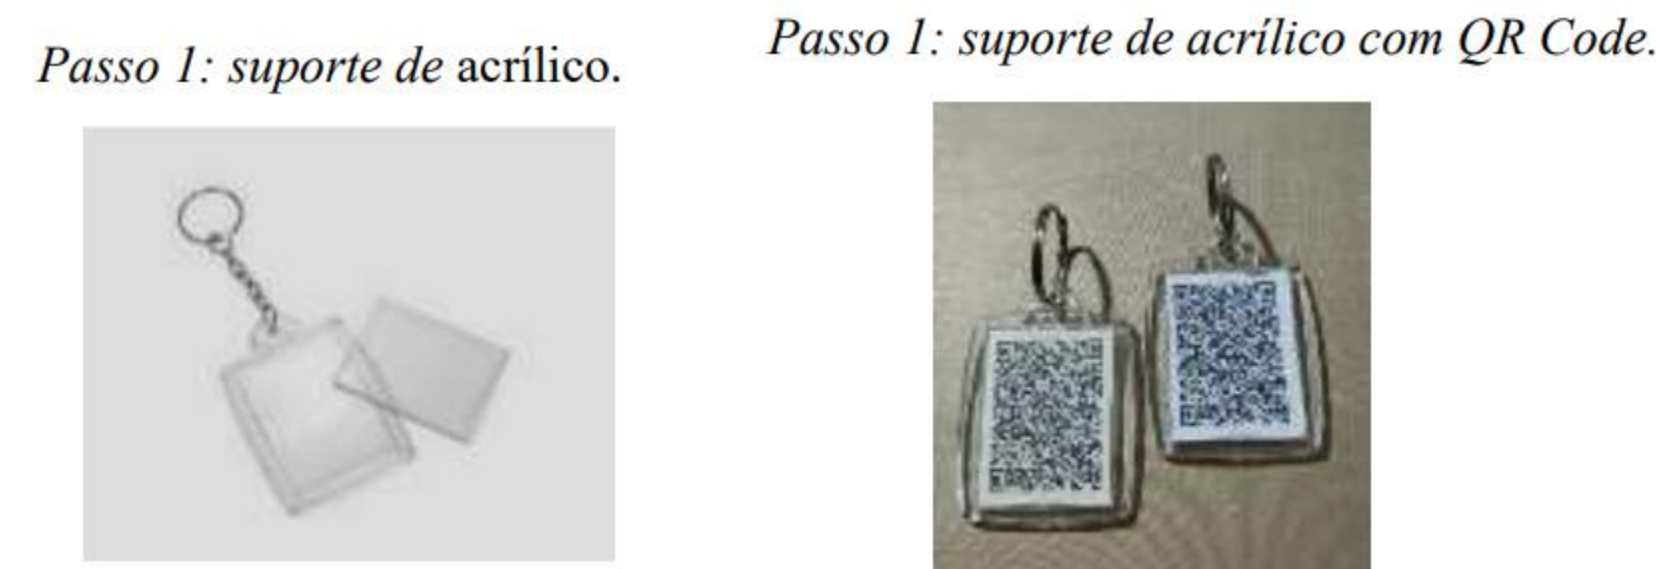 Passo 1: suporte de acrílico.
Passo 1: suporte de acrílico com QR Code.